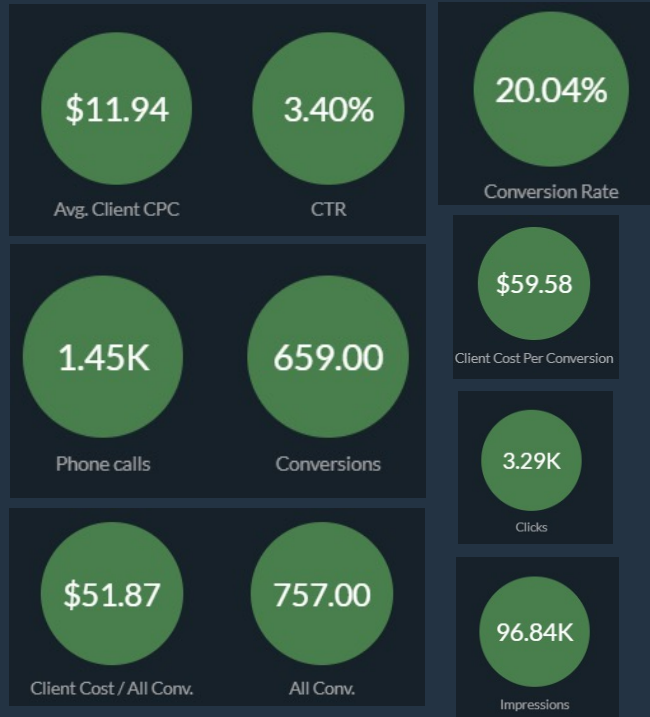 $11.94
Avg. Client CPC
3.40%
CTR
20.04%
Conversion Rate
1.45K
Phone calls
659.00
Conversions
$59.58
Client Cost Per Conversion
3.29K
Clicks
$51.87
Client Cost / All Conv.
757.00
All Conv.
96.84K
Impressions